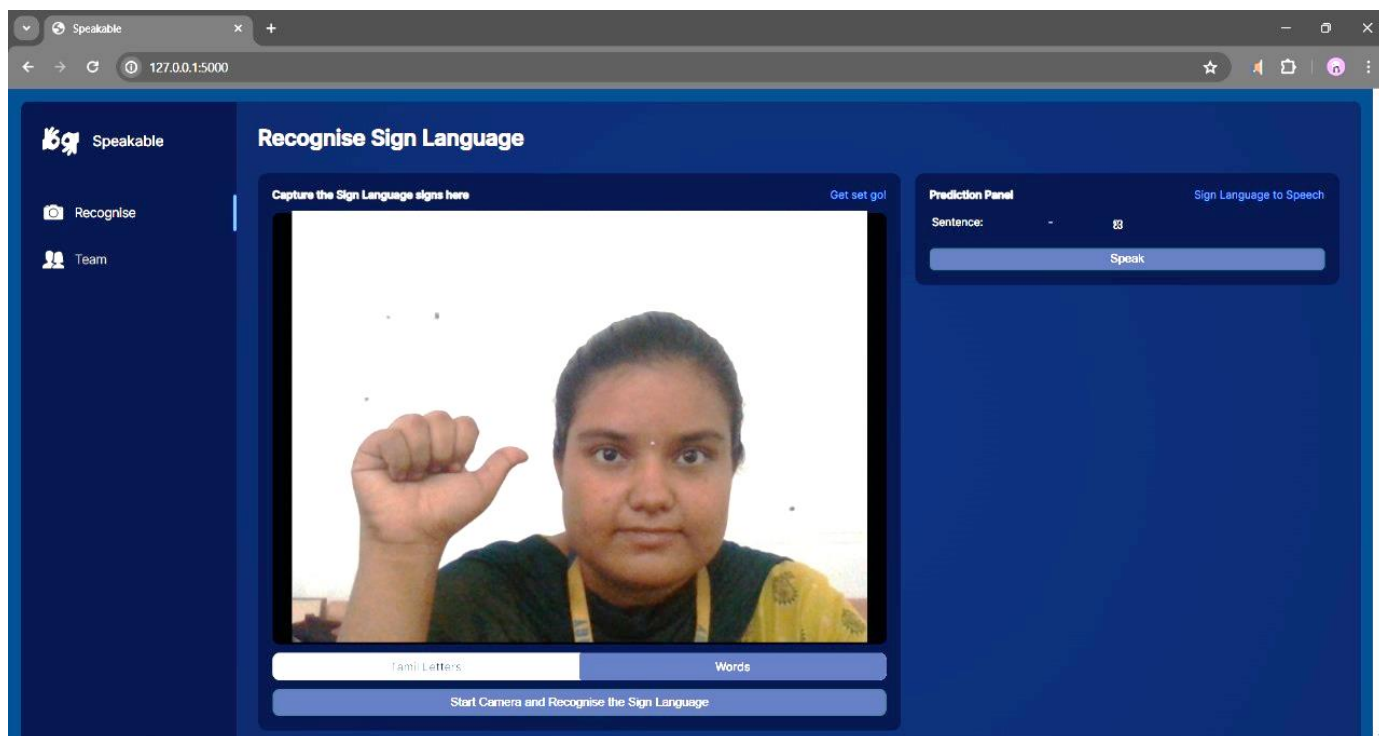 Speakable
127.0.0.1:5000
Speakable
Recognise
Team
Recognise Sign Language
Capture the Sign Language signs here
Get set go!
Tamil Letters
Words
Start Camera and Recognise the Sign Language
Prediction Panel
Sign Language to Speech
Sentence: -
Speak